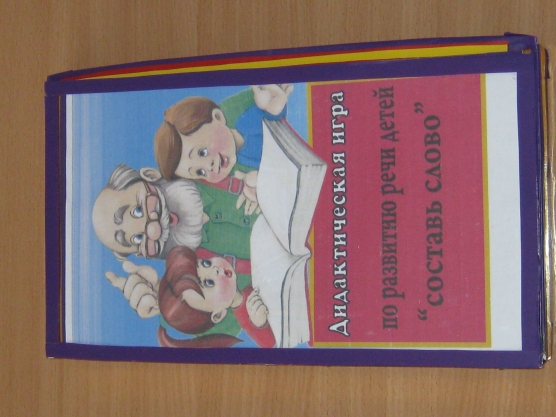 Дидактическая игра
по развитию речи детей
“составь слово”